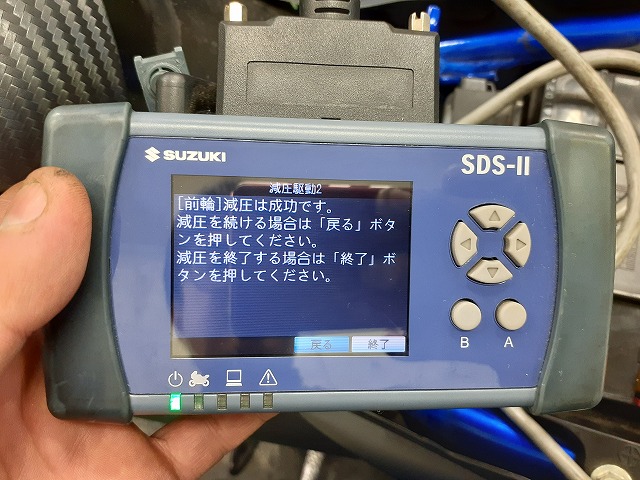 SUZUKI
SDS-II
減圧駆動2
[前輪]減圧は成功です。
減圧を続ける場合は「戻る」ボタ
ンを押してください。
減圧を終了する場合は「終了」ボ
タンを押してください。
戻る 終了
B A